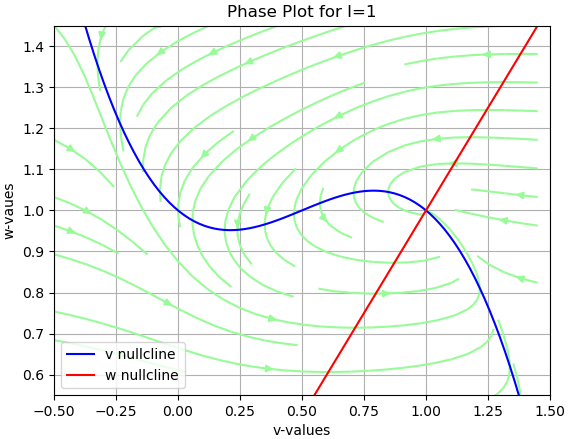 Phase Plot for I=1
w-vaues
1.4
1.3
1.2
1.1
1.0
0.9
0.8
0.7
0.6
v nullcline
w nullcline
−0.50 −0.25 0.00 0.25 0.50 0.75 1.00 1.25 1.50
v-values